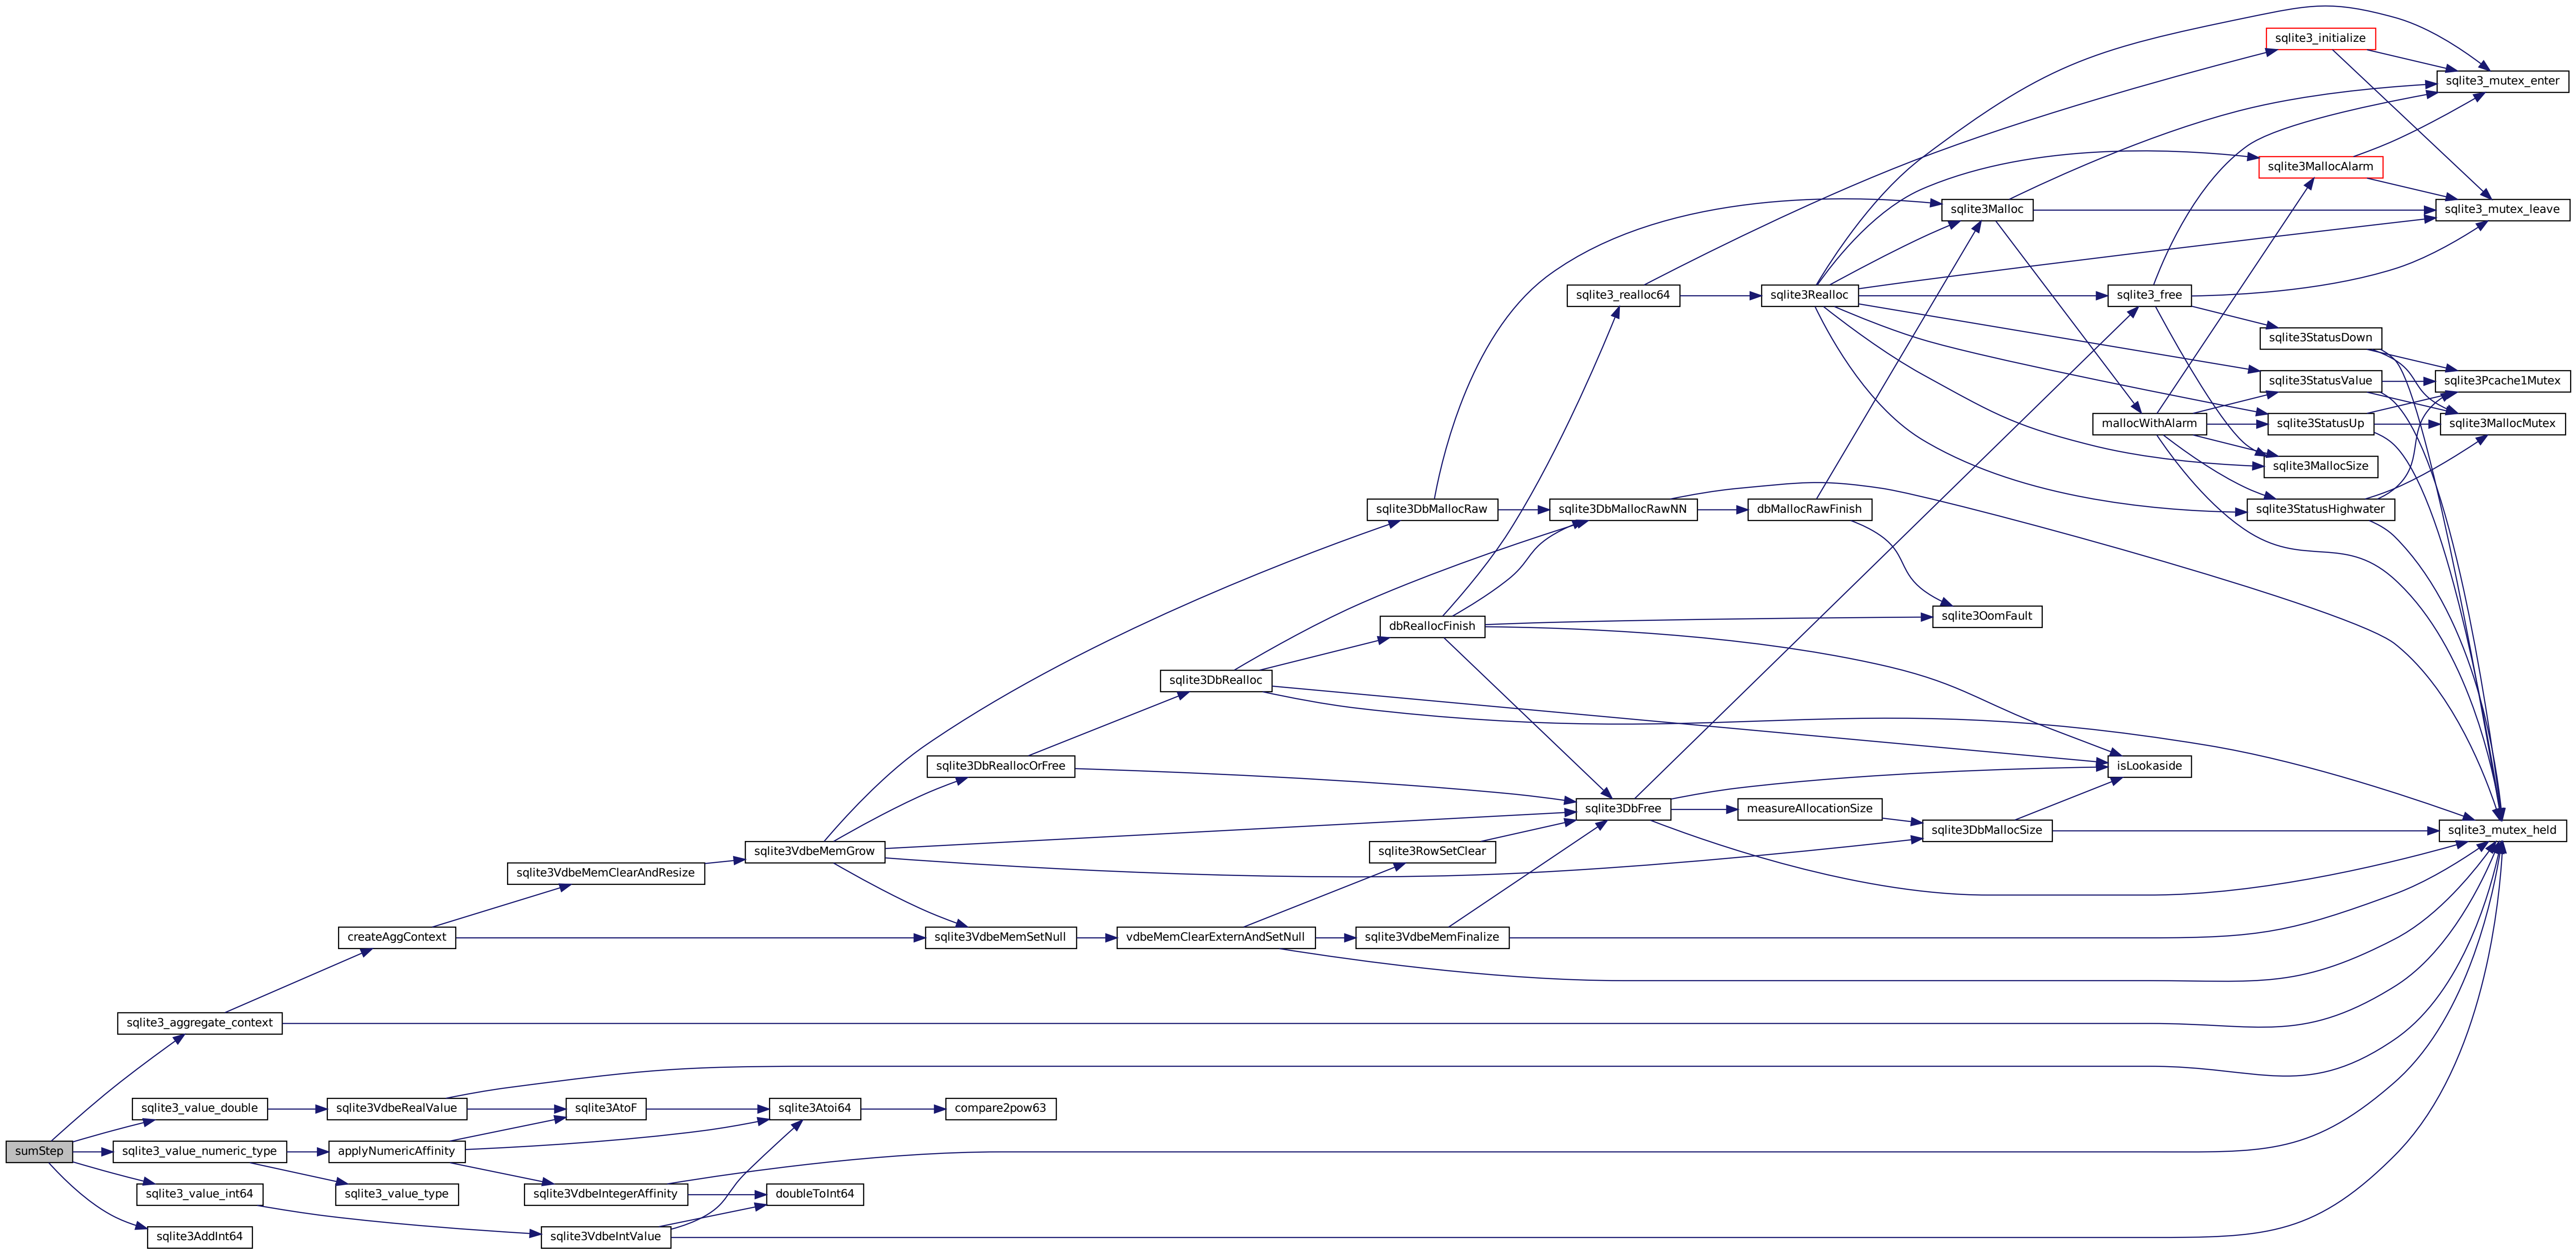 sqlite3_initialize
sqlite3_mutex_enter
sqlite3MallocAlarm
sqlite3Malloc
sqlite3_mutex_leave
sqlite3_realloc64
sqlite3Realloc
sqlite3_free
sqlite3StatusDown
sqlite3StatusValue
sqlite3Pcache1Mutex
mallocWithAlarm
sqlite3StatusUp
sqlite3MallocMutex
sqlite3MallocSize
sqlite3DbMallocRaw
sqlite3DbMallocRawNN
dbMallocRawFinish
sqlite3StatusHighwater
dbReallocFinish
sqlite3OomFault
sqlite3DbRealloc
sqlite3DbReallocOrFree
isLookaside
sqlite3DbFree
measureAllocationSize
sqlite3DbMallocSize
sqlite3_mutex_held
sqlite3VdbeMemGrow
sqlite3RowSetClear
sqlite3VdbeMemClearAndResize
createAggContext
sqlite3VdbeMemSetNull
vdbeMemClearExternAndSetNull
sqlite3VdbeMemFinalize
sqlite3_aggregate_context
sqlite3_value_double
sqlite3VdbeRealValue
sqlite3AtoF
sqlite3Atoi64
compare2pow63
sumStep
sqlite3_value_numeric_type
applyNumericAffinity
sqlite3_value_int64
sqlite3_value_type
sqlite3VdbeIntegerAffinity
doubleToInt64
sqlite3AddInt64
sqlite3VdbeIntValue